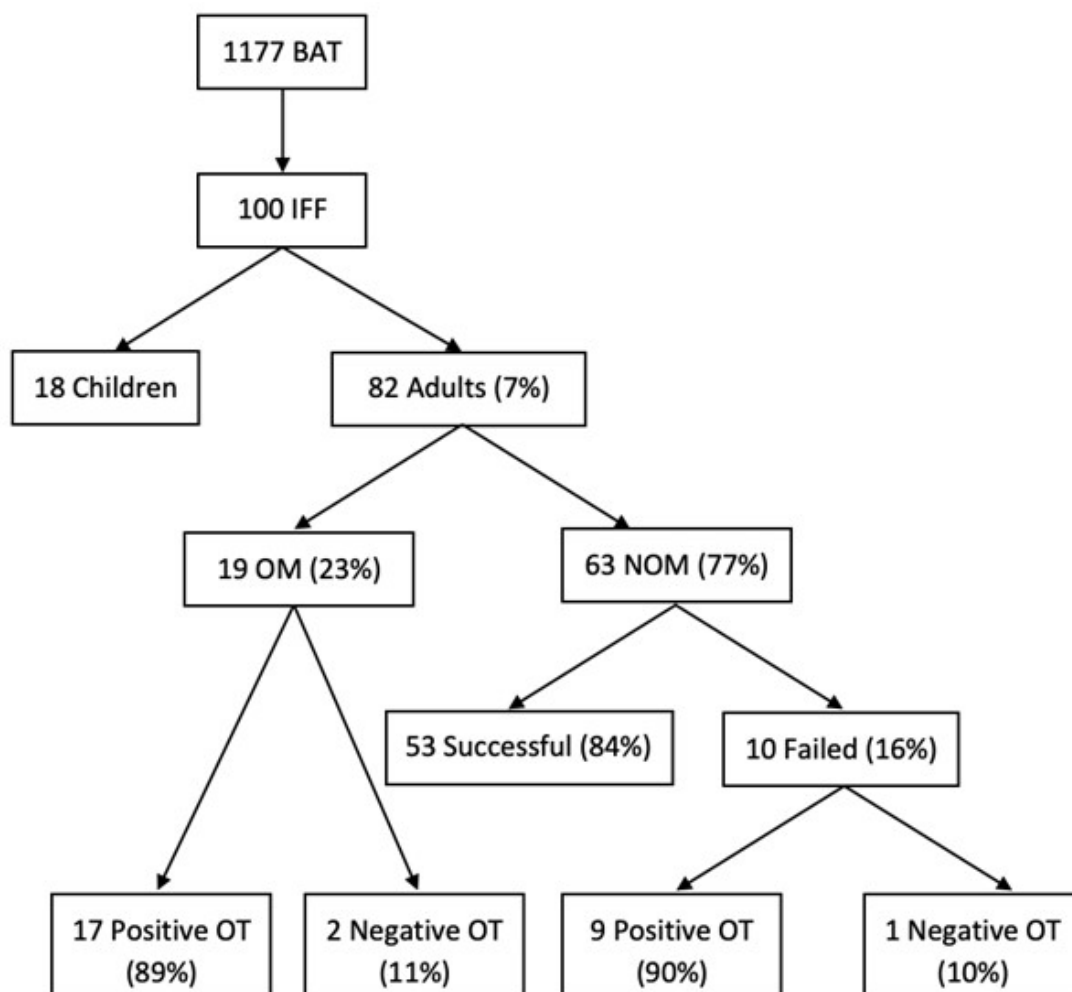 1177 BAT
100 IFF
18 Children
82 Adults (7%)
19 OM (23%)
63 NOM (77%)
53 Successful (84%)
10 Failed (16%)
17 Positive OT
(89%)
2 Negative OT
(11%)
9 Positive OT
(90%)
1 Negative OT
(10%)